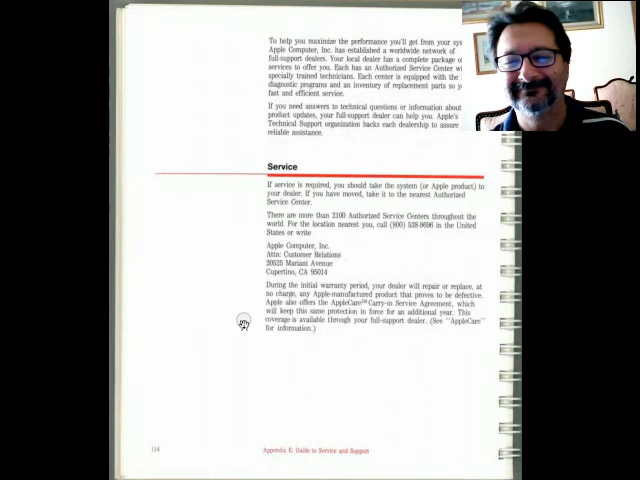 To help you maximize the performance you'll get from your
Apple Computer, Inc. has established a worldwide network of
full-support dealers. Your local dealer has a complete package
services to offer you. Each has an Authorized Service Center
specially trained technicians. Each center is equipped with the
diagnostic programs and an inventory of replacement parts so
fast and efficient service.
If you need answers to technical questions or information about
product updates, your full-support dealer can help you. Apple's
Technical Support organization backs each dealership to assure
reliable assistance.
Service
If service is required, you should take the system (or Apple product) to
your dealer. If you have moved, take it to the nearest Authorized
Service Center.
There are more than 2100 Authorized Service Centers throughout the
world. For the location nearest you, call (800) 538-9696 in the United
States or write
Apple Computer, Inc.
Attn: Customer Relations
20525 Mariani Avenue
Cupertino, CA 95014
During the initial warranty period, your dealer will repair or replace, at
no charge, any Apple-manufactured product that proves to be defective.
Apple also offers the AppleCare™ Carry-in Service Agreement, which
will keep this same protection in force for an additional year. This
coverage is available through your full-support dealer. (See "AppleCare"
for information.)
114 Appendix E: Guide to Service and Support